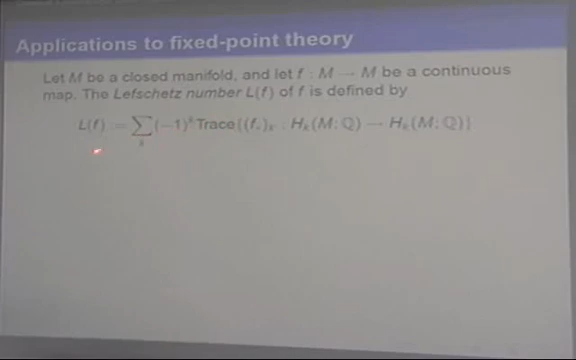 Applications to fixed-point theory
Let M be a closed manifold, and let f : M → M be a continuous
map. The Lefschetz number L(f) of f is defined by
L(f) := ∑ₖ (−1)ᵏ Trace{(f∗)ₖ : Hₖ(M; ℚ) → Hₖ(M; ℚ)}